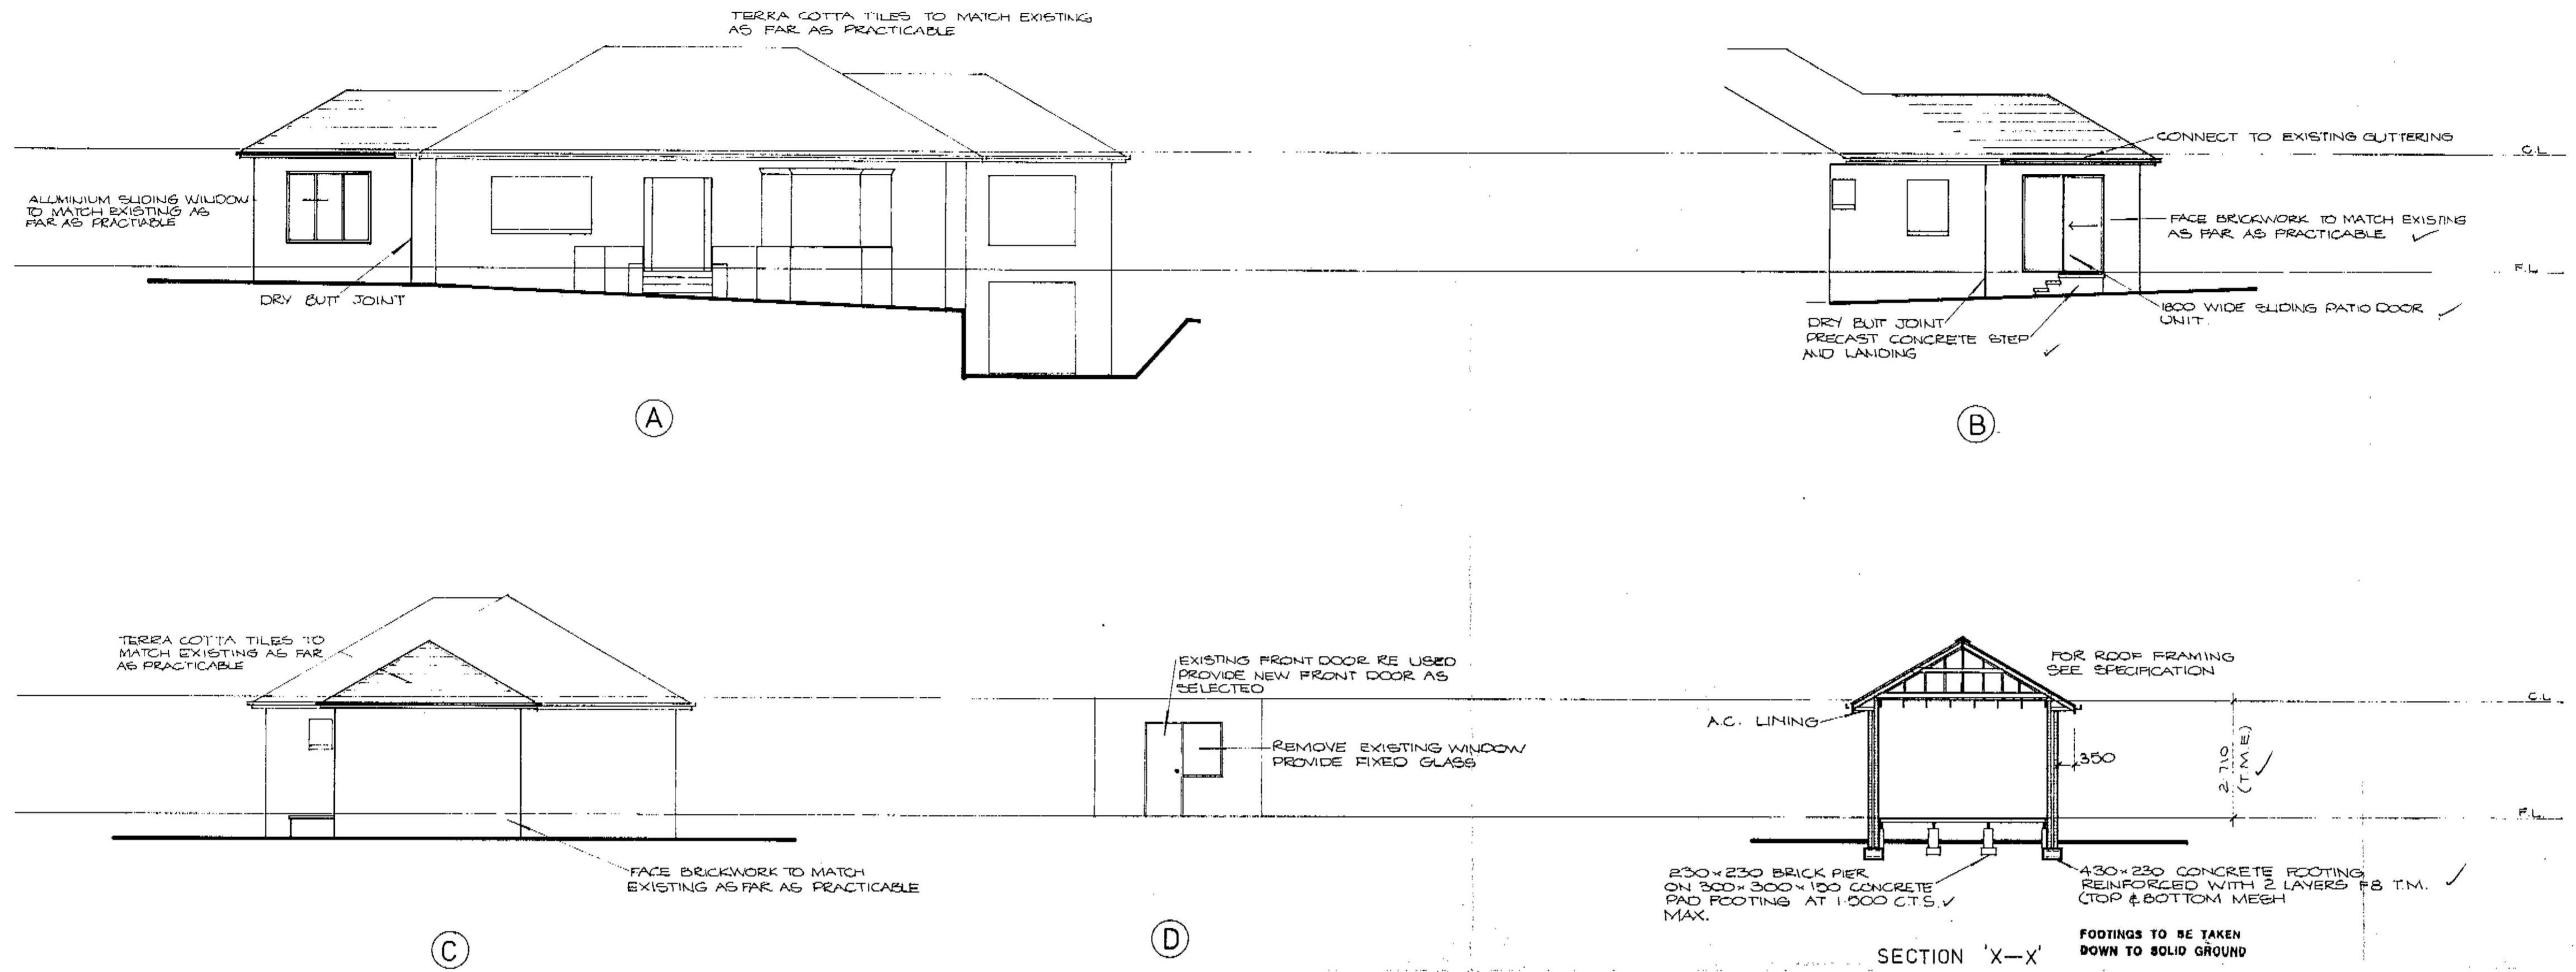 TERRA COTTA TILES TO MATCH EXISTING
AS FAR AS PRACTICABLE
ALUMINIUM SLIDING WINDOW
TO MATCH EXISTING AS
FAR AS PRACTIABLE
DRY BUTT JOINT
A
CONNECT TO EXISTING GUTTERING
C.L
FACE BRICKWORK TO MATCH EXISTING
AS FAR AS PRACTICABLE ✓
F.L
1800 WIDE SLIDING PATIO DOOR ✓
UNIT.
DRY BUTT JOINT
PRECAST CONCRETE STEP
AND LANDING ✓
B
TERRA COTTA TILES TO
MATCH EXISTING AS FAR
AS PRACTICABLE
FACE BRICKWORK TO MATCH
EXISTING AS FAR AS PRACTICABLE
C
EXISTING FRONT DOOR RE USED
PROVIDE NEW FRONT DOOR AS
SELECTED
REMOVE EXISTING WINDOW
PROVIDE FIXED GLASS
D
FOR ROOF FRAMING
SEE SPECIFICATION
C.L
A.C. LINING
350
2.710
(T.M.E.) ✓
F.L.
230×230 BRICK PIER
ON 300×300×150 CONCRETE
PAD FOOTING AT 1.500 CTS. ✓
MAX.
430×230 CONCRETE FOOTING
REINFORCED WITH 2 LAYERS F8 T.M. ✓
(TOP & BOTTOM MESH
SECTION 'X-X'
FOOTINGS TO BE TAKEN
DOWN TO SOLID GROUND